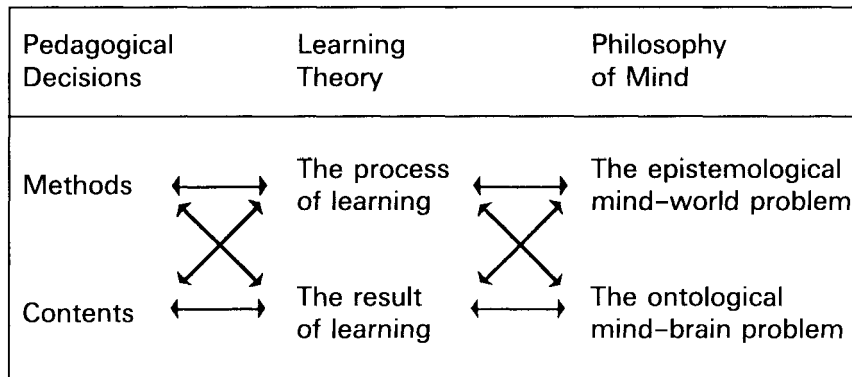 Pedagogical Decisions
Learning Theory
Philosophy of Mind
Methods
The process of learning
The epistemological mind–world problem
Contents
The result of learning
The ontological mind–brain problem